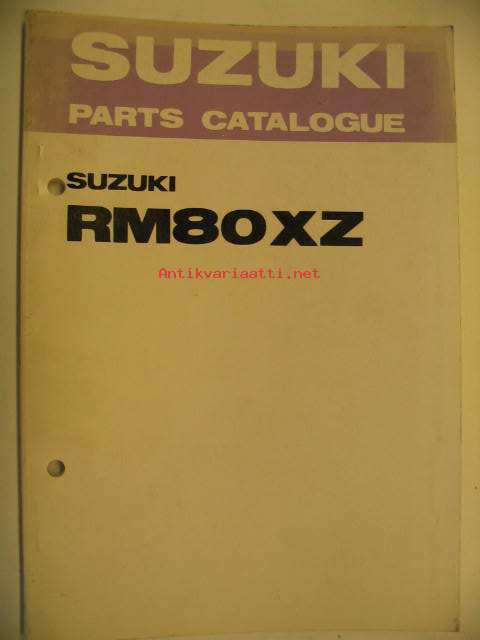 SUZUKI
PARTS CATALOGUE
SUZUKI
RM80XZ
Antikvariaatti.net